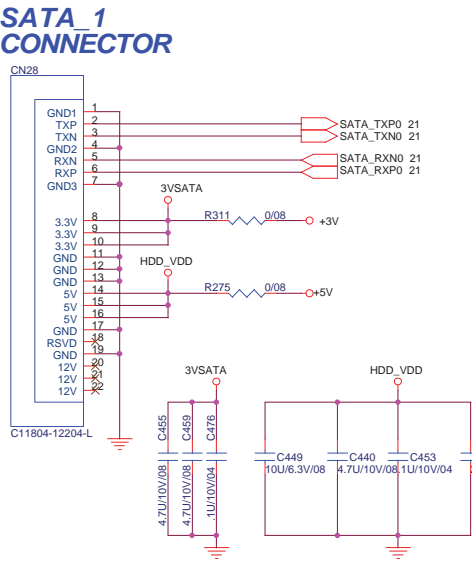 SATA_1
CONNECTOR
CN28
GND1 1
TXP 2 SATA_TXP0 21
TXN 3 SATA_TXN0 21
GND2 4
RXN 5 SATA_RXN0 21
RXP 6 SATA_RXP0 21
GND3 7
3VSATA
3.3V 8 R311 0/08 +3V
3.3V 9
3.3V 10
GND 11
GND 12 HDD_VDD
GND 13
5V 14 R275 0/08 +5V
5V 15
5V 16
GND 17
RSVD 18
GND 19
12V 20
12V 21
12V 22
C11804-12204-L
3VSATA
C455 4.7U/10V/08
C459 4.7U/10V/08
C476 .1U/10V/04
HDD_VDD
C449 C440 C453
10U/6.3V/08 4.7U/10V/08 .1U/10V/04